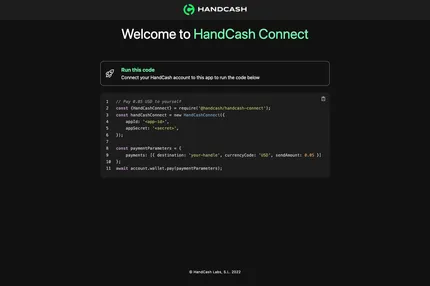 HANDCASH
Welcome to HandCash Connect
Run this code
Connect your HandCash account to this app to run the code below
1 // Pay 0.05 USD to yourself
2 const {HandCashConnect} = require('@handcash/handcash-connect');
3 const handCashConnect = new HandCashConnect({
4 appId: '<app-id>',
5 appSecret: '<secret>',
6 });
7
8 const paymentParameters = {
9 payments: [{ destination: 'your-handle', currencyCode: 'USD', sendAmount: 0.05 }]
10 };
11 await account.wallet.pay(paymentParameters);
© HandCash Labs, S.L. 2022